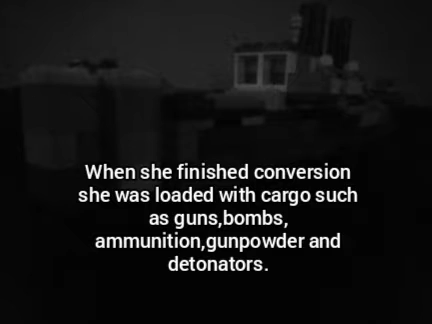 When she finished conversion
she was loaded with cargo such
as guns,bombs,
ammunition,gunpowder and
detonators.